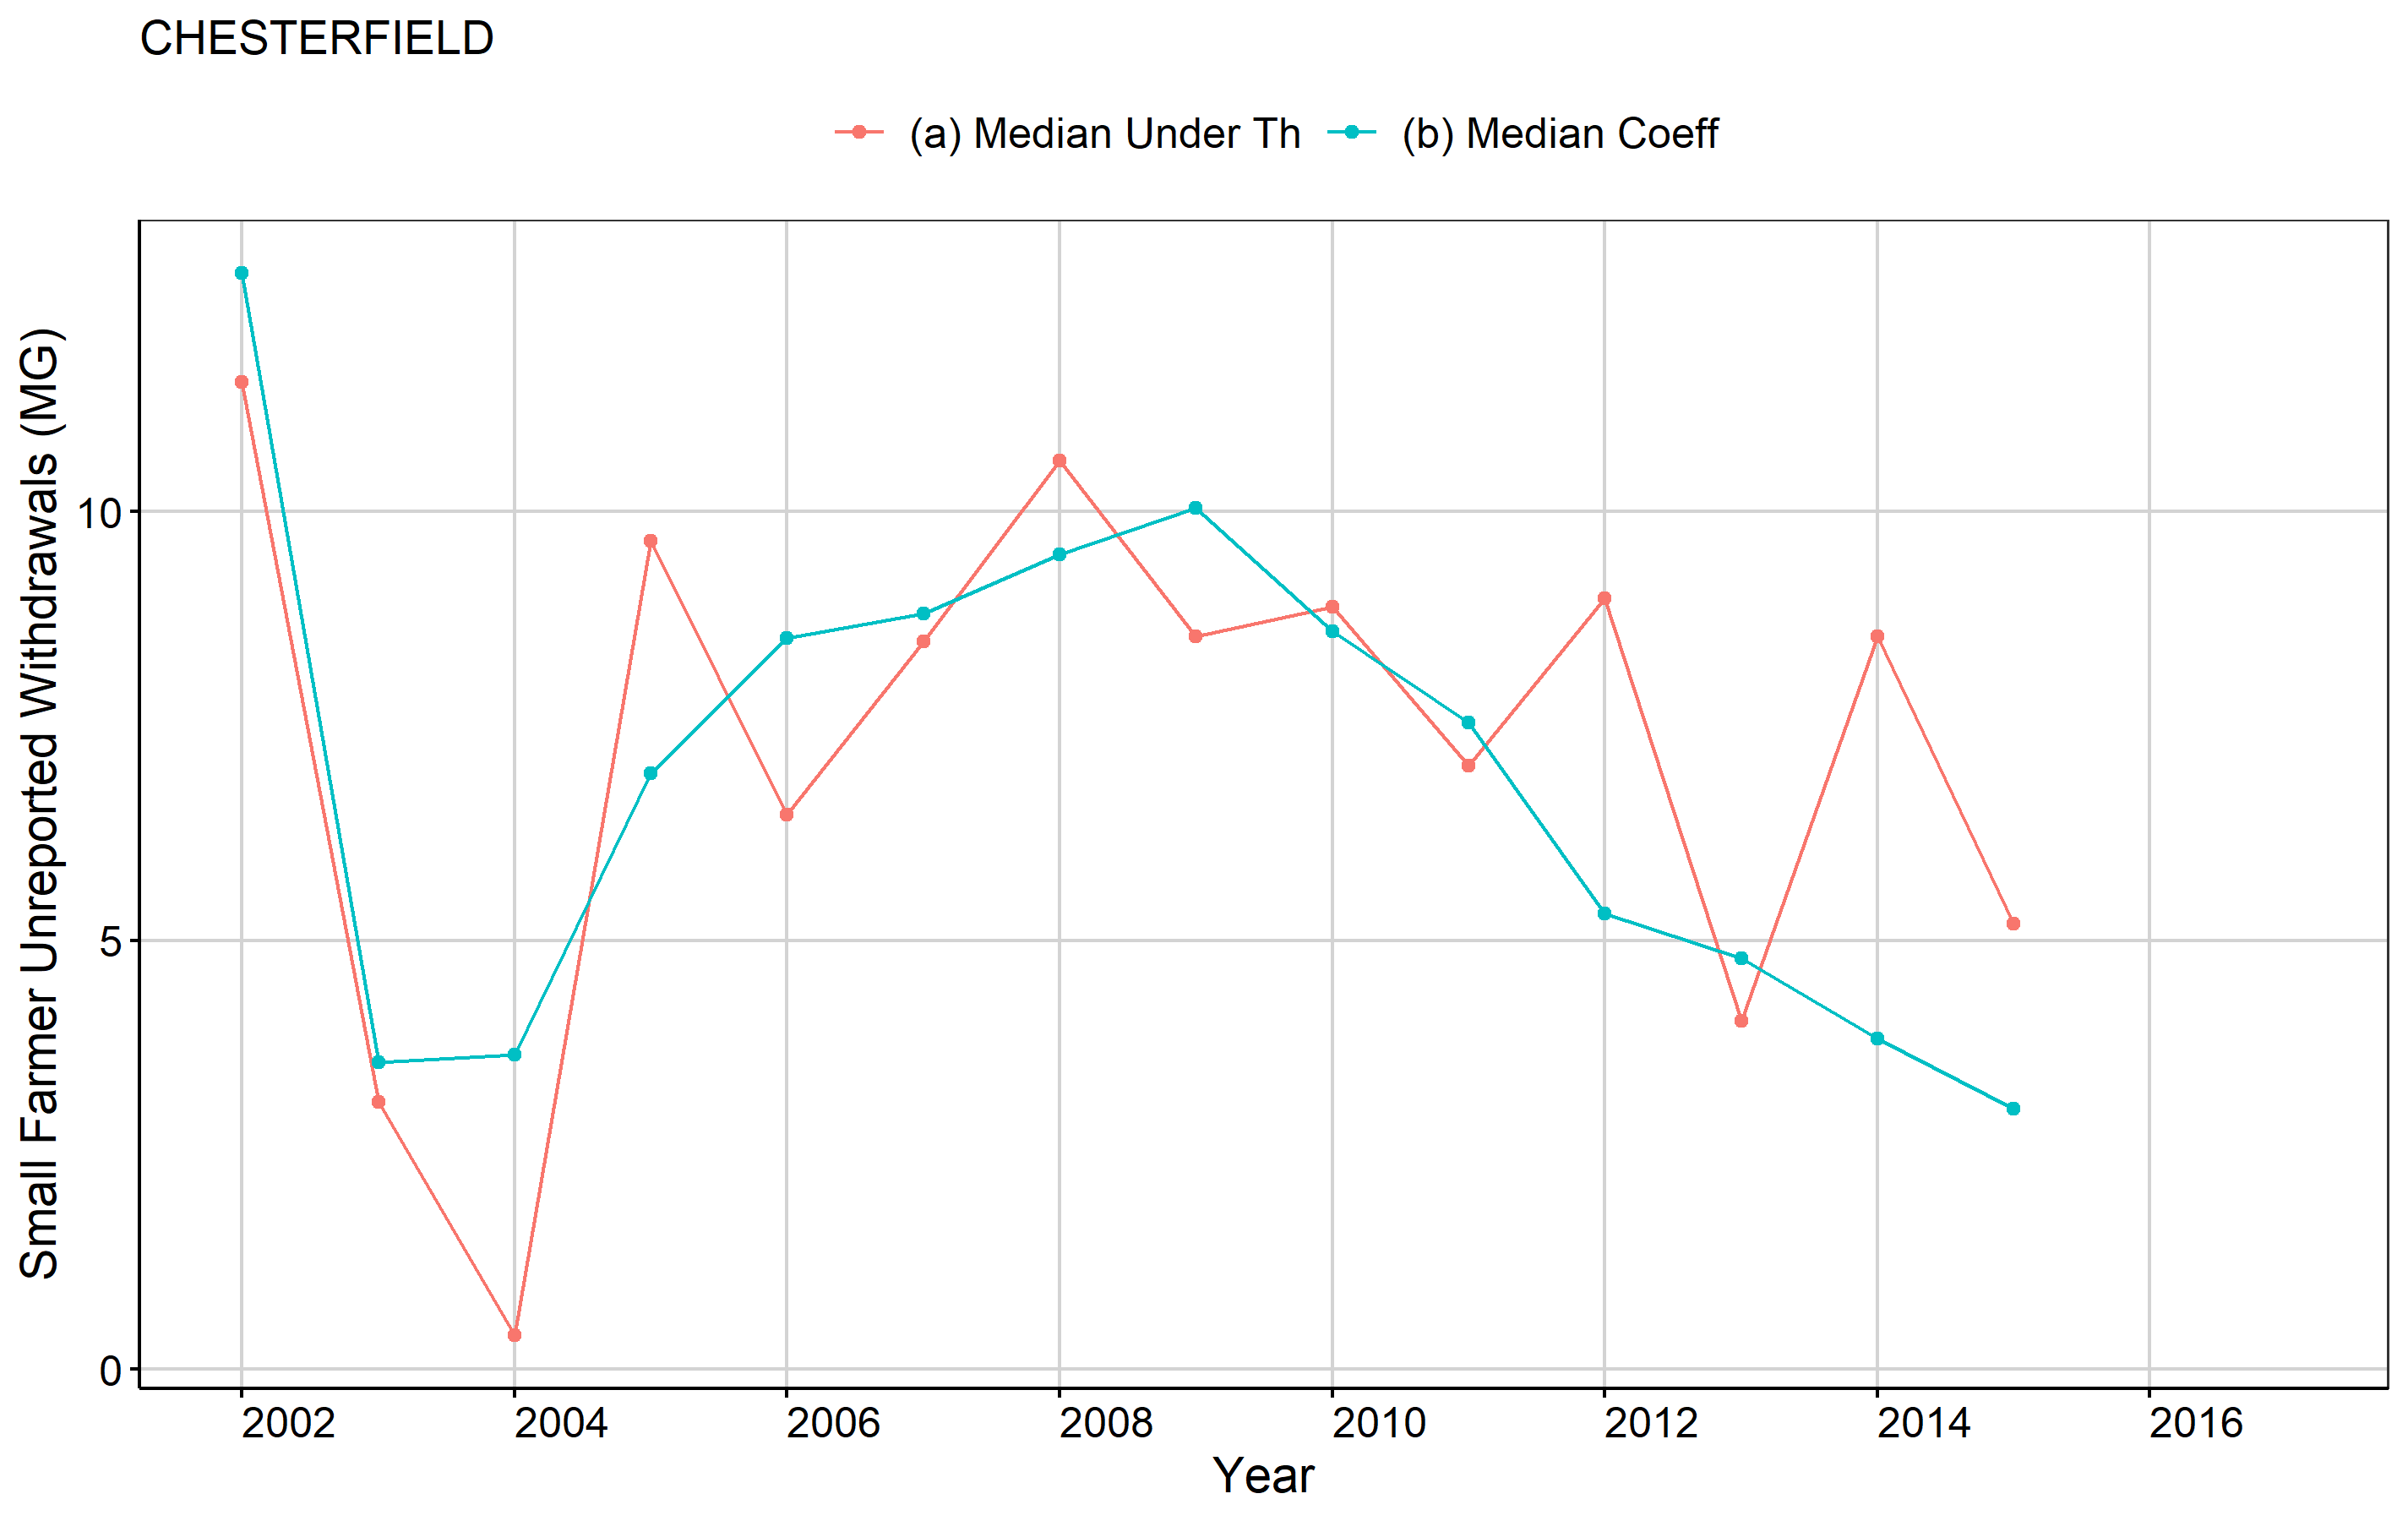 CHESTERFIELD
(a) Median Under Th (b) Median Coeff
Small Farmer Unreported Withdrawals (MG)
10
5
0
2002 2004 2006 2008 2010 2012 2014 2016
Year